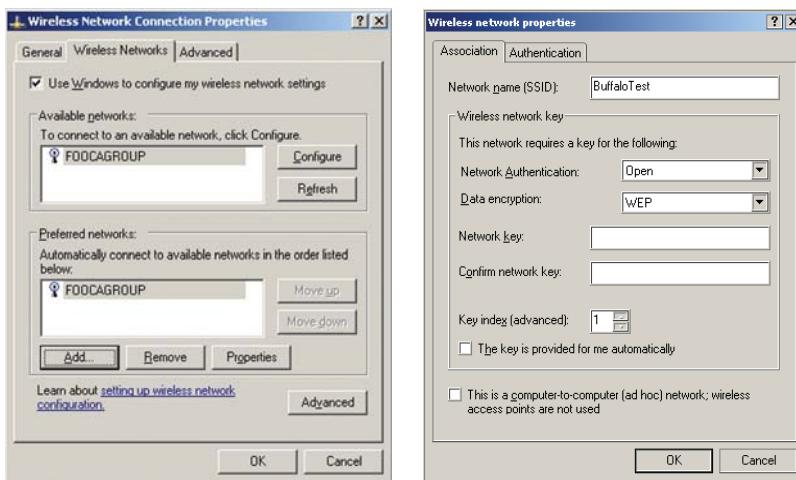 Wireless Network Connection Properties
General Wireless Networks Advanced
Use Windows to configure my wireless network settings
Available networks:
To connect to an available network, click Configure.
FOOCAGROUP
Configure
Refresh
Preferred networks:
Automatically connect to available networks in the order listed
below:
FOOCAGROUP
Move up
Move down
Add... Remove Properties
Learn about setting up wireless network
configuration.
Advanced
OK Cancel
Wireless network properties
Association Authentication
Network name (SSID): BuffaloTest
Wireless network key
This network requires a key for the following:
Network Authentication: Open
Data encryption: WEP
Network key:
Confirm network key:
Key index (advanced): 1
The key is provided for me automatically
This is a computer-to-computer (ad hoc) network; wireless
access points are not used
OK Cancel